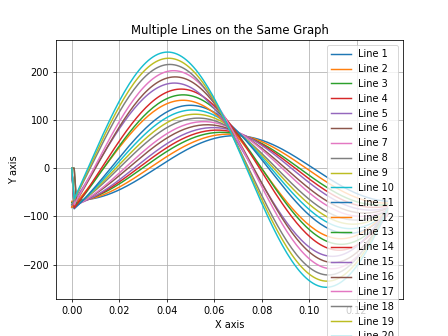 Multiple Lines on the Same Graph
Y axis
200
100
0
−100
−200
0.00
0.02
0.04
0.06
0.08
0.10
X axis
Line 1
Line 2
Line 3
Line 4
Line 5
Line 6
Line 7
Line 8
Line 9
Line 10
Line 11
Line 12
Line 13
Line 14
Line 15
Line 16
Line 17
Line 18
Line 19
Line 20